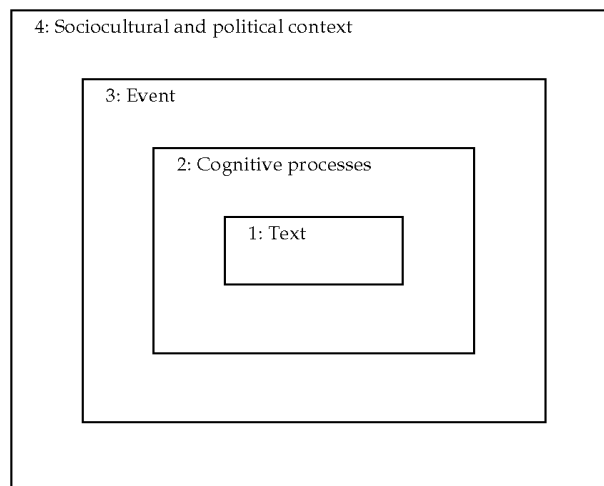 4: Sociocultural and political context
3: Event
2: Cognitive processes
1: Text